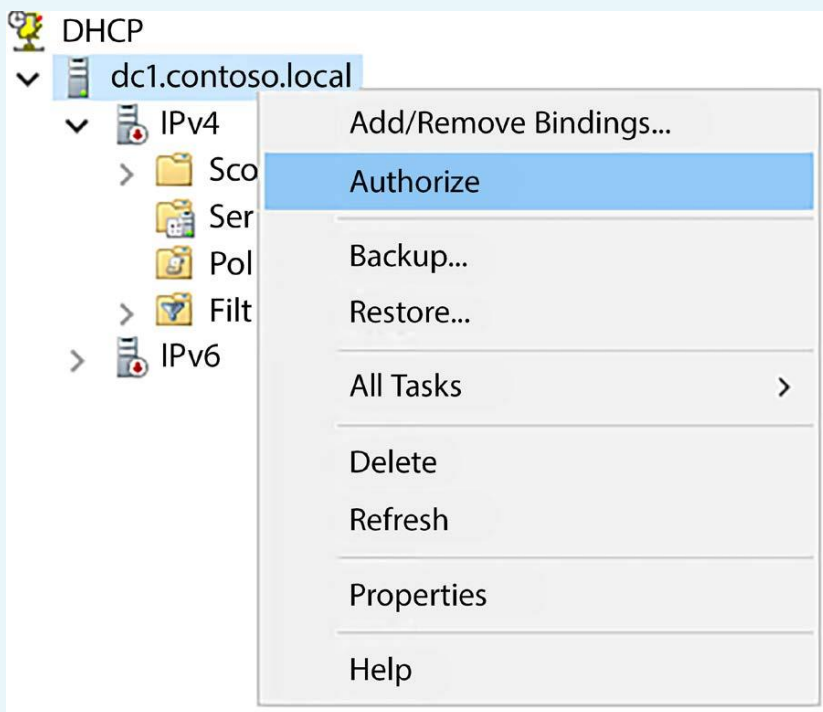 DHCP
dc1.contoso.local
IPv4
Sco
Ser
Pol
Filt
IPv6
Add/Remove Bindings...
Authorize
Backup...
Restore...
All Tasks
Delete
Refresh
Properties
Help